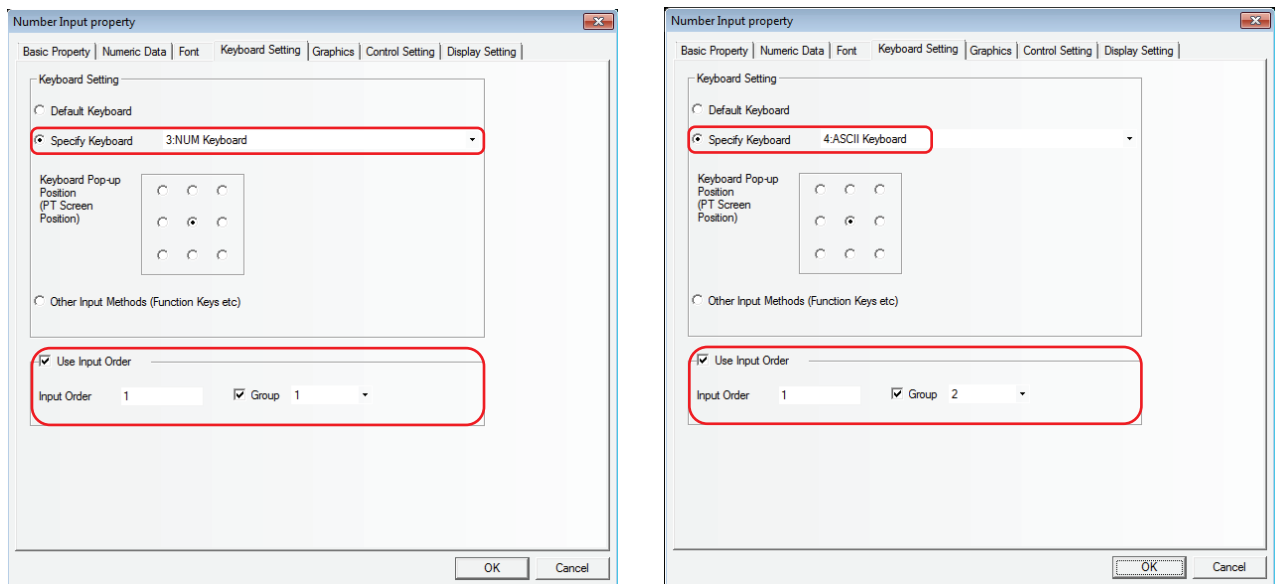 Number Input property
Basic Property Numeric Data Font Keyboard Setting Graphics Control Setting Display Setting
Keyboard Setting
Default Keyboard
Specify Keyboard 3:NUM Keyboard
Keyboard Pop-up
Position
(PT Screen
Position)
Other Input Methods (Function Keys etc)
Use Input Order
Input Order 1 Group 1
OK Cancel
Number Input property
Basic Property Numeric Data Font Keyboard Setting Graphics Control Setting Display Setting
Keyboard Setting
Default Keyboard
Specify Keyboard 4:ASCII Keyboard
Keyboard Pop-up
Position
(PT Screen
Position)
Other Input Methods (Function Keys etc)
Use Input Order
Input Order 1 Group 2
OK Cancel